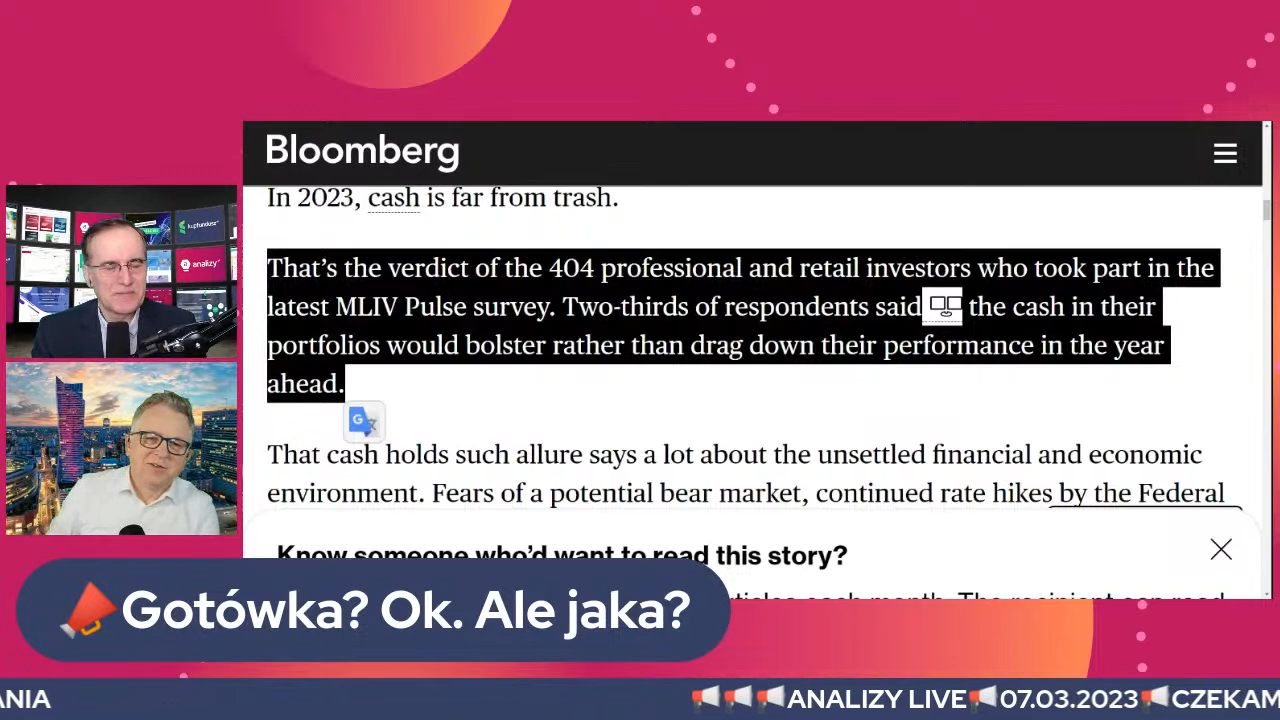 Bloomberg
In 2023, cash is far from trash.
That’s the verdict of the 404 professional and retail investors who took part in the
latest MLIV Pulse survey. Two-thirds of respondents said the cash in their
portfolios would bolster rather than drag down their performance in the year
ahead.
That cash holds such allure says a lot about the unsettled financial and economic
environment. Fears of a potential bear market, continued rate hikes by the Federal
Know someone who’d want to read this story?
kupfundusz
analizy
Gotówka? Ok. Ale jaka?
ANIA
ANALIZY LIVE 07.03.2023 CZEKAM